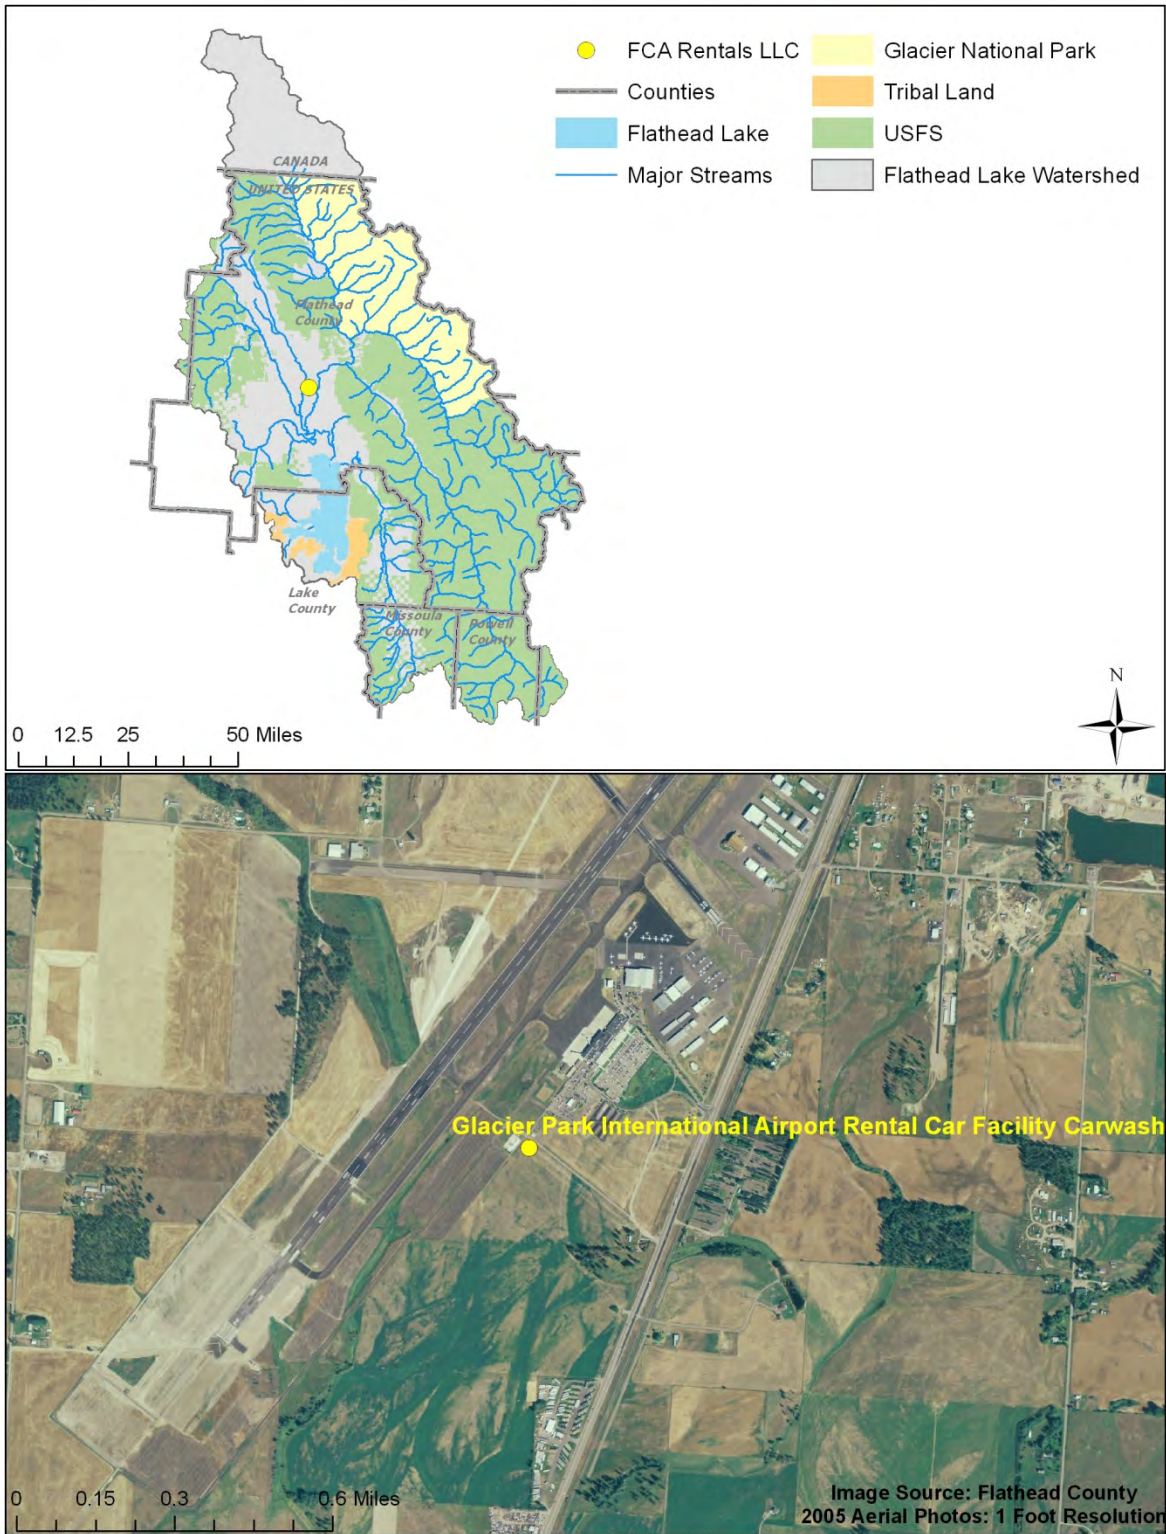 FCA Rentals LLC
Counties
Flathead Lake
Major Streams
Glacier National Park
Tribal Land
USFS
Flathead Lake Watershed
CANADA
UNITED STATES
Flathead
County
Lake
County
Missoula
County
Powell
County
N
0 12.5 25 50 Miles
Glacier Park International Airport Rental Car Facility Carwash
0 0.15 0.3 0.6 Miles
Image Source: Flathead County
2005 Aerial Photos: 1 Foot Resolution